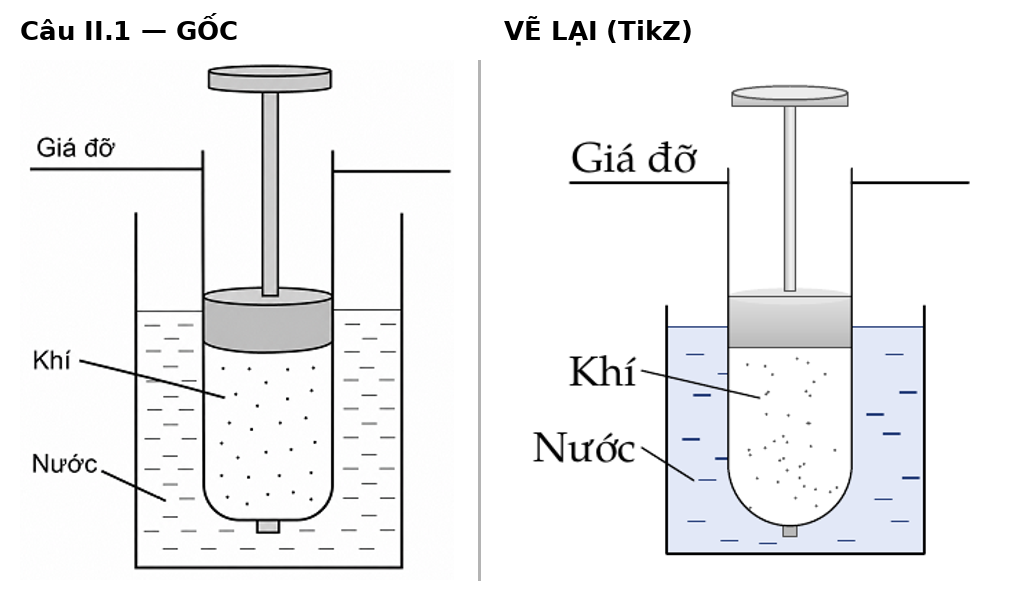 Câu II.1 — GỐC
Giá đỡ
Khí
Nước
VẼ LẠI (TikZ)
Giá đỡ
Khí
Nước